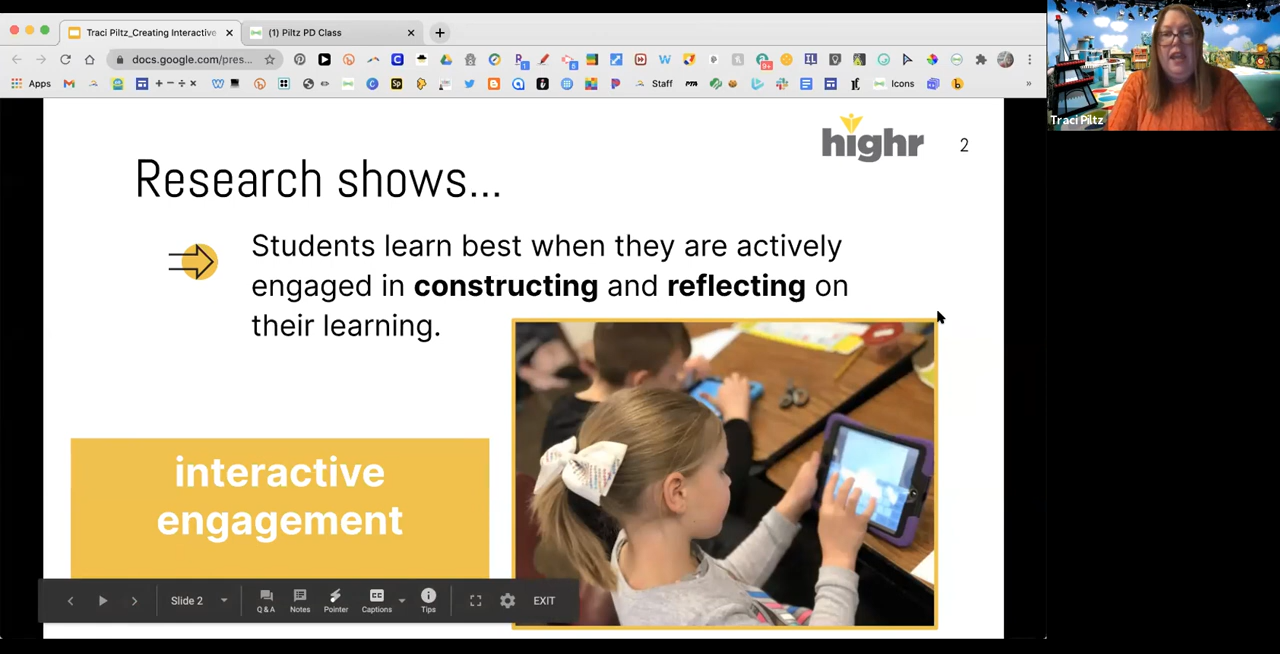 Traci Piltz_Creating Interactive
(1) Piltz PD Class
docs.google.com/pres...
Apps
Staff
PTA
Icons
Traci Piltz
highr
2
Research shows...
Students learn best when they are actively
engaged in constructing and reflecting on
their learning.
interactive
engagement
Slide 2
Q & A
Notes
Pointer
CC
Captions
Tips
EXIT